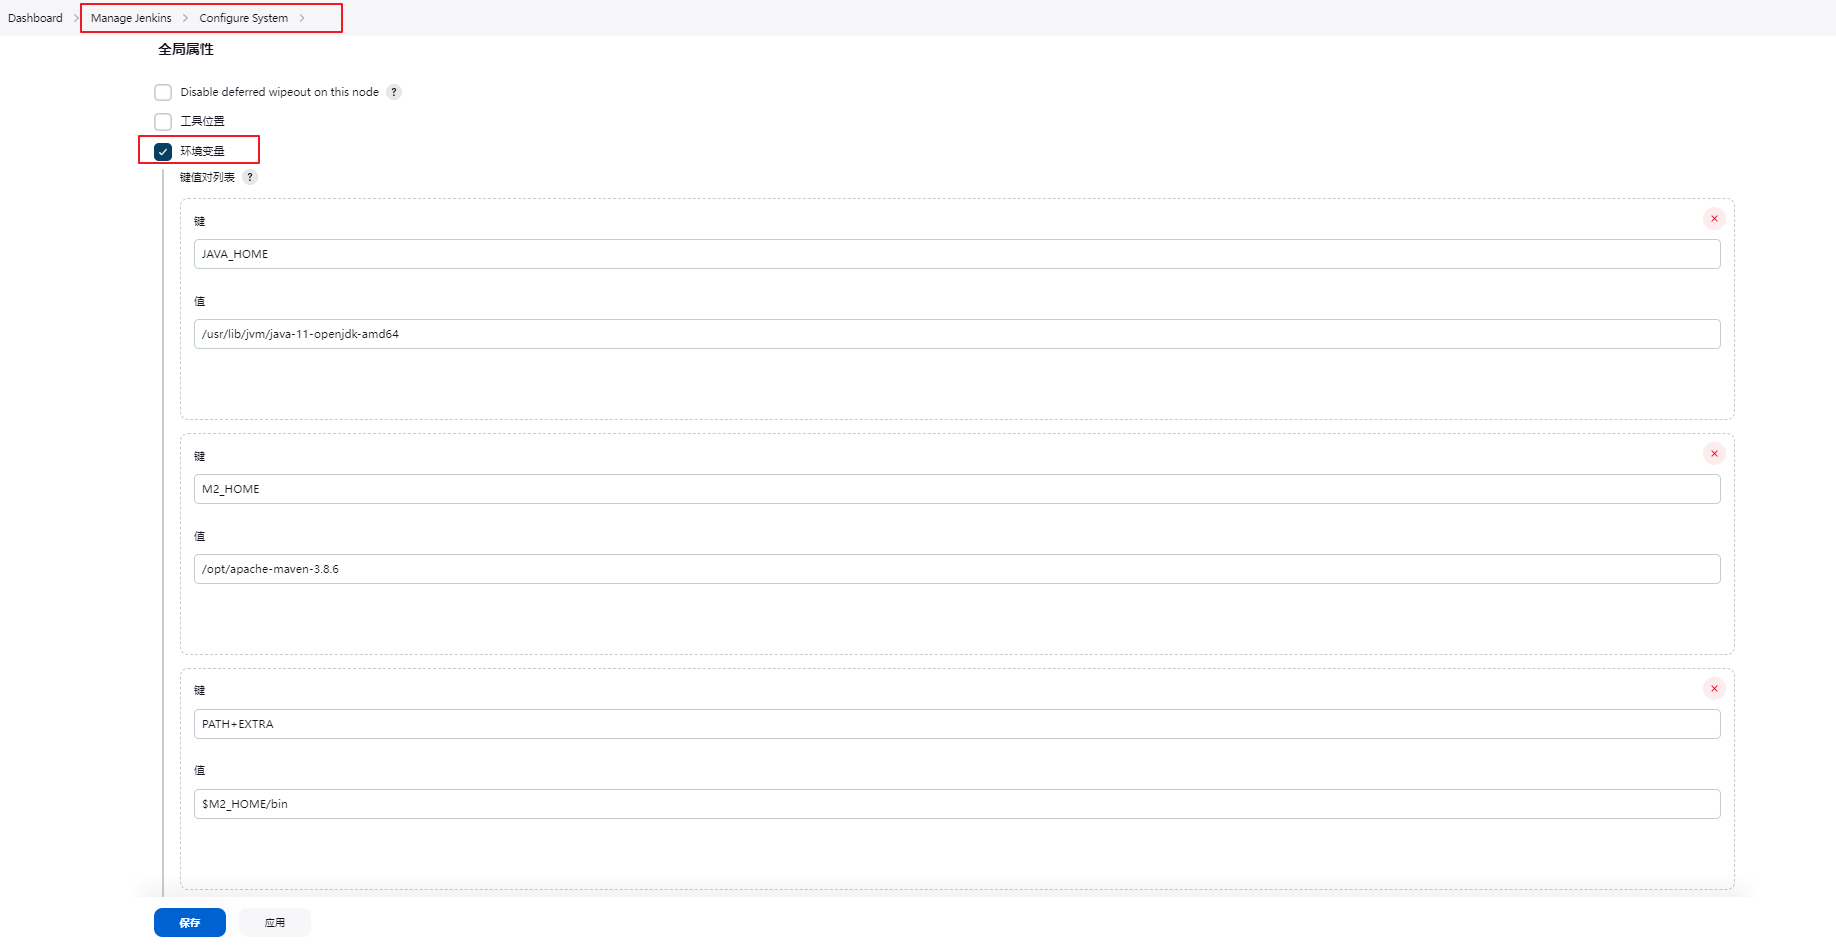 Dashboard > Manage Jenkins > Configure System >
全局属性
Disable deferred wipeout on this node ?
工具位置
环境变量
键值对列表 ?
键
JAVA_HOME
值
/usr/lib/jvm/java-11-openjdk-amd64
键
M2_HOME
值
/opt/apache-maven-3.8.6
键
PATH+EXTRA
值
$M2_HOME/bin
保存 应用